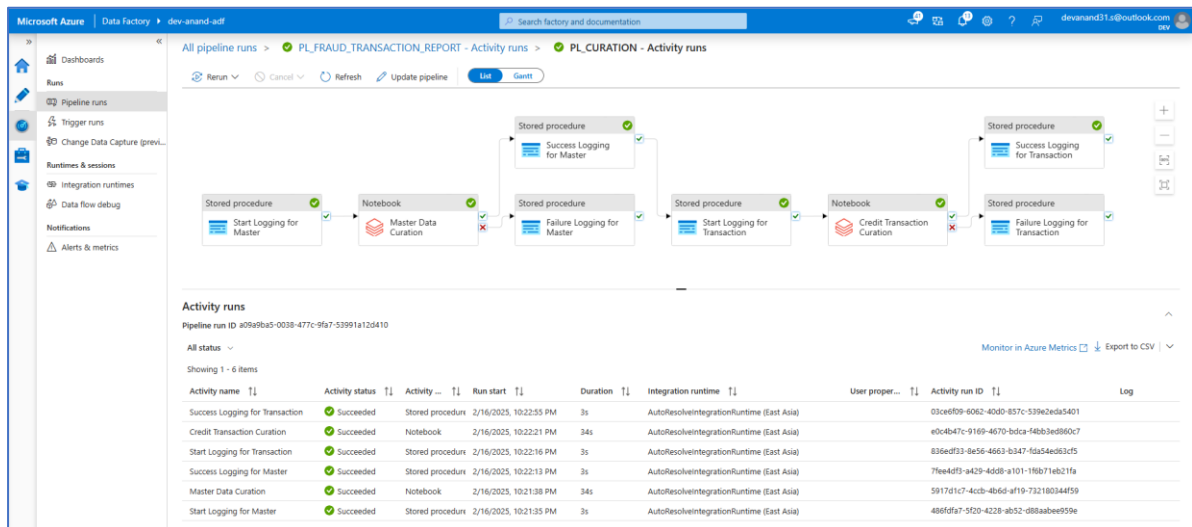 Microsoft Azure | Data Factory ▸ dev-anand-adf
Search factory and documentation
devanand31.s@outlook.com
DEV
Dashboards
Runs
Pipeline runs
Trigger runs
Change Data Capture (previ...
Runtimes & sessions
Integration runtimes
Data flow debug
Notifications
Alerts & metrics
All pipeline runs > PL_FRAUD_TRANSACTION_REPORT - Activity runs > PL_CURATION - Activity runs
Rerun Cancel Refresh Update pipeline List Gantt
Stored procedure
Success Logging
for Master
Stored procedure
Success Logging
for Transaction
Stored procedure
Start Logging for
Master
Notebook
Master Data
Curation
Stored procedure
Failure Logging for
Master
Stored procedure
Start Logging for
Transaction
Notebook
Credit Transaction
Curation
Stored procedure
Failure Logging for
Transaction
Activity runs
Pipeline run ID a09a9ba5-0038-477c-9fa7-53991a12d410
All status
Monitor in Azure Metrics Export to CSV
Showing 1 - 6 items
Activity name Activity status Activity ... Run start Duration Integration runtime User proper... Activity run ID Log
Success Logging for Transaction Succeeded Stored procedure 2/16/2025, 10:22:55 PM 3s AutoResolveIntegrationRuntime (East Asia) 03ce6f09-6062-40d0-857c-539e2eda5401
Credit Transaction Curation Succeeded Notebook 2/16/2025, 10:22:21 PM 34s AutoResolveIntegrationRuntime (East Asia) e0c4b47c-9169-4670-bdca-f4bb3ed860c7
Start Logging for Transaction Succeeded Stored procedure 2/16/2025, 10:22:16 PM 3s AutoResolveIntegrationRuntime (East Asia) 836edf33-8e56-4663-b347-fda54ed63cf5
Success Logging for Master Succeeded Stored procedure 2/16/2025, 10:22:13 PM 3s AutoResolveIntegrationRuntime (East Asia) 7fee4df3-a429-4dd8-a101-1f6b71eb21fa
Master Data Curation Succeeded Notebook 2/16/2025, 10:21:38 PM 34s AutoResolveIntegrationRuntime (East Asia) 5917d1c7-4ccb-4b6d-af19-732180344f59
Start Logging for Master Succeeded Stored procedure 2/16/2025, 10:21:35 PM 3s AutoResolveIntegrationRuntime (East Asia) 486fdfa7-5f20-4228-ab52-d88aabee959e